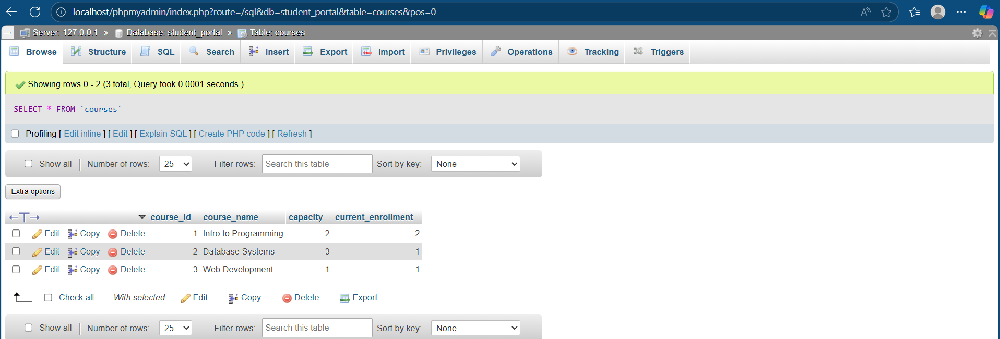 localhost/phpmyadmin/index.php?route=/sql&db=student_portal&table=courses&pos=0
Server: 127.0.0.1 » Database: student_portal » Table: courses
Browse Structure SQL Search Insert Export Import Privileges Operations Tracking Triggers
Showing rows 0 - 2 (3 total, Query took 0.0001 seconds.)
SELECT * FROM `courses`
Profiling [ Edit inline ] [ Edit ] [ Explain SQL ] [ Create PHP code ] [ Refresh ]
Show all Number of rows: 25 Filter rows: Search this table Sort by key: None
Extra options
course_id course_name capacity current_enrollment
Edit Copy Delete 1 Intro to Programming 2 2
Edit Copy Delete 2 Database Systems 3 1
Edit Copy Delete 3 Web Development 1 1
Check all With selected: Edit Copy Delete Export
Show all Number of rows: 25 Filter rows: Search this table Sort by key: None